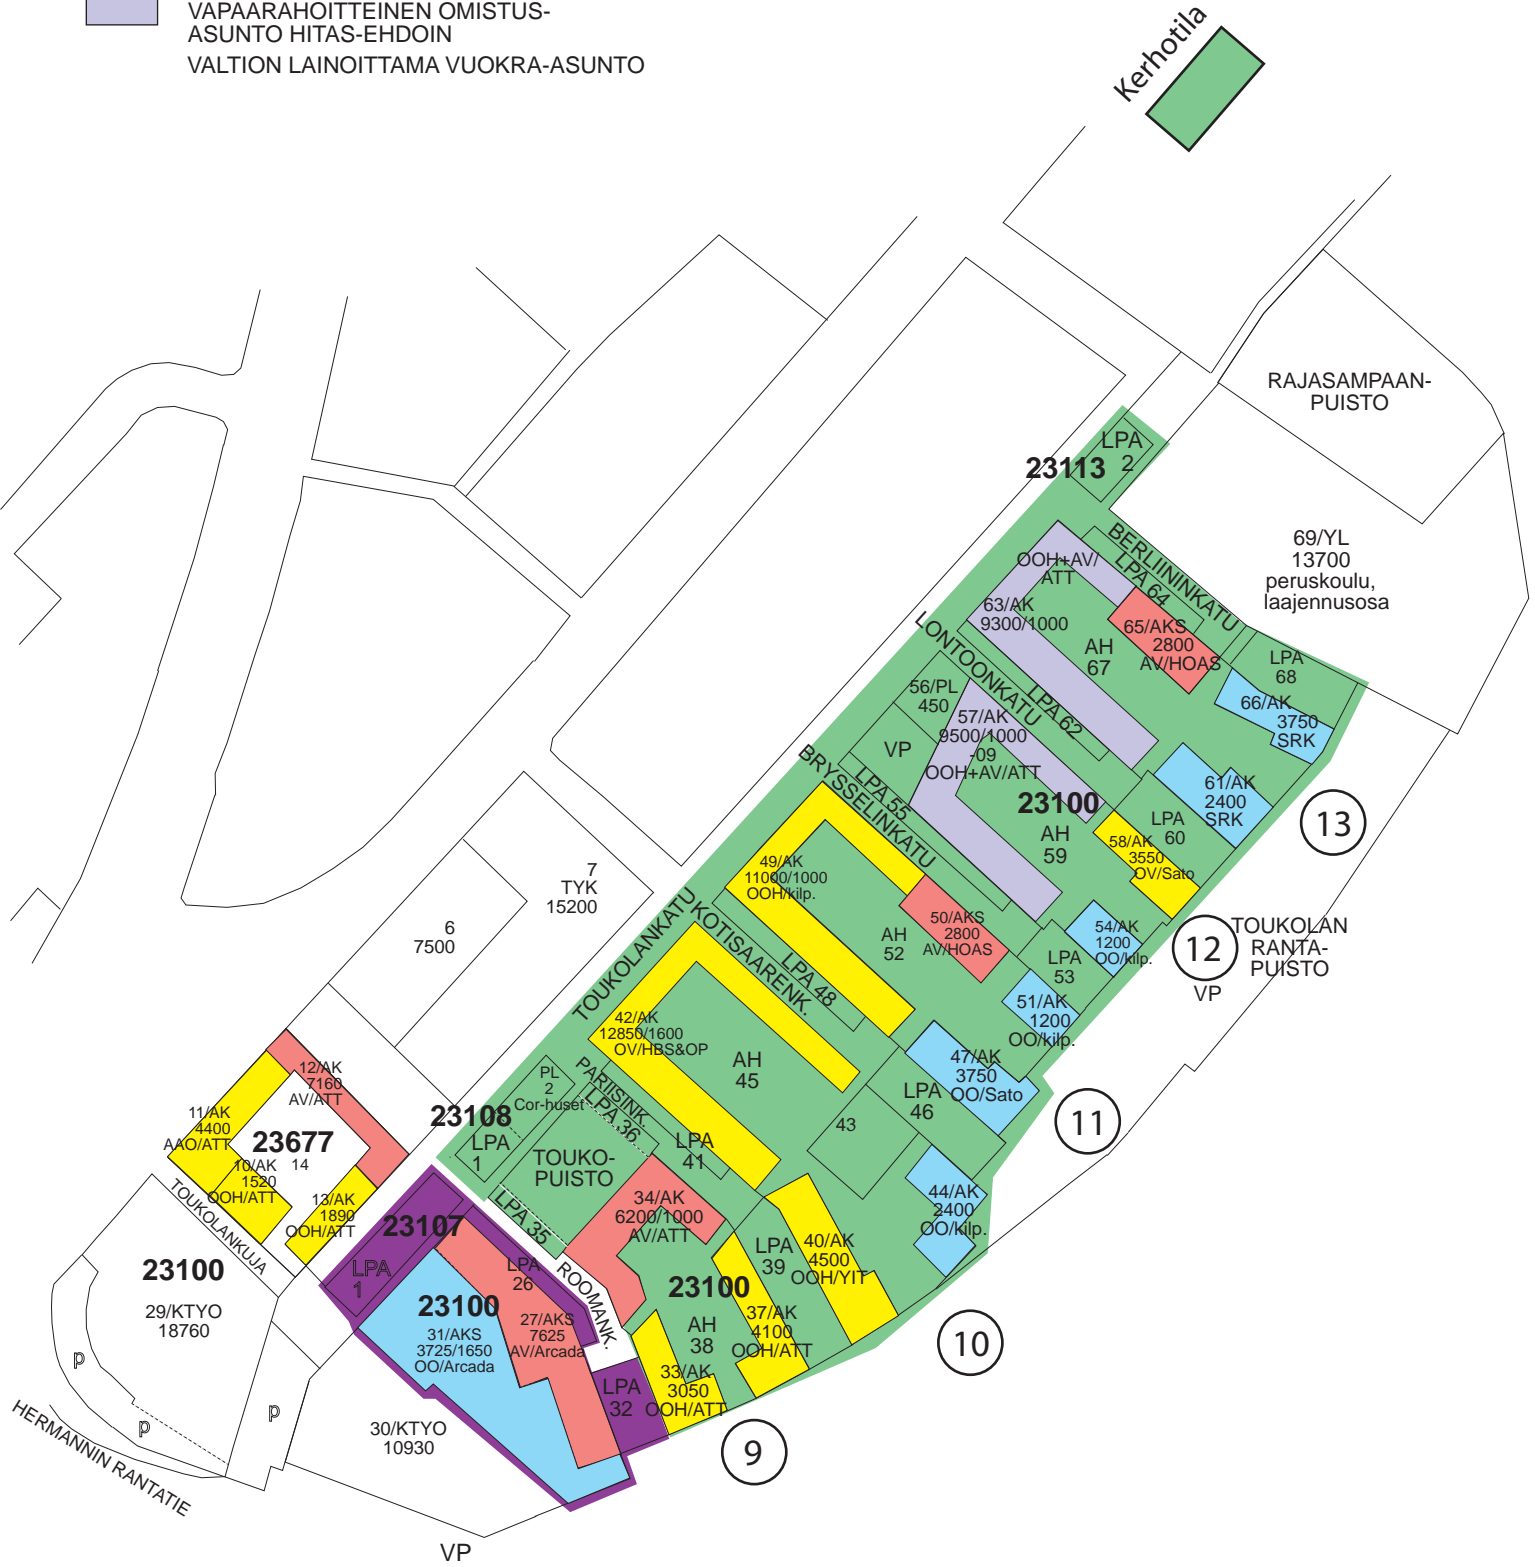 VAPAARAHOITTEINEN OMISTUS-
ASUNTO HITAS-EHDOIN
VALTION LAINOITTAMA VUOKRA-ASUNTO
Kerhotila
RAJASAMPAAN-
PUISTO
LPA
2
23113
69/YL
13700
peruskoulu,
laajennusosa
BERLIININKATU
LPA 64
OOH+AV/
ATT
63/AK
9300/1000
65/AKS
2800
AV/HOAS
AH
67
LPA
68
66/AK
3750
SRK
LONTOONKATU
LPA 62
56/PL
450
57/AK
9500/1000
-09
OOH+AV/ATT
VP
LPA 55
BRYSSELINKATU
23100
AH
59
61/AK
2400
SRK
LPA
60
58/AK
3550
OV/Sato
13
49/AK
11000/1000
OOH/kilp.
50/AKS
2800
AV/HOAS
AH
52
54/AK
1200
OO/kilp.
LPA
53
51/AK
1200
OO/kilp.
12
TOUKOLAN
RANTA-
PUISTO
VP
7
TYK
15200
6
7500
TOUKOLANKATU
KOTISAARENK.
LPA 48
42/AK
12850/1600
OV/HBS&OP
AH
45
47/AK
3750
OO/Sato
LPA
46
43
11
PL
2
Cor-huset
PARIISINK.
LPA 36
23108
LPA
1
LPA
41
TOUKO-
PUISTO
44/AK
2400
OO/kilp.
12/AK
7160
AV/ATT
11/AK
4400
AAO/ATT
23677
14
10/AK
1520
OOH/ATT
13/AK
1890
OOH/ATT
TOUKOLANKUJA
LPA 35
34/AK
6200/1000
AV/ATT
23107
LPA
1
LPA
26
ROOMANK.
LPA
39
40/AK
4500
OOH/YIT
23100
23100
23100
29/KTYO
18760
31/AKS
3725/1650
OO/Arcada
27/AKS
7625
AV/Arcada
AH
38
37/AK
4100
OOH/ATT
10
33/AK
3050
OOH/ATT
LPA
32
p
p
p
30/KTYO
10930
9
HERMANNIN RANTATIE
VP